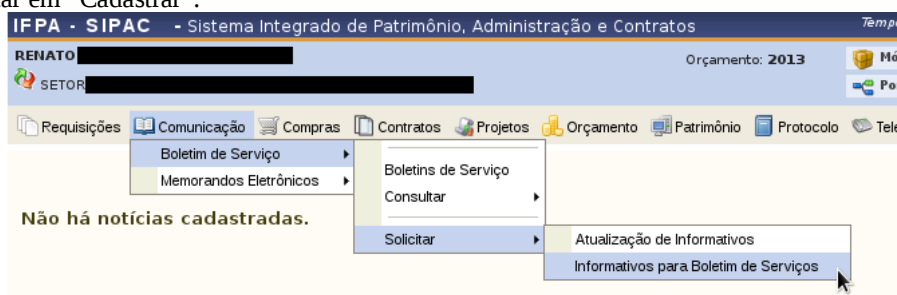 em "Cadastrar".
IFPA - SIPAC - Sistema Integrado de Patrimônio, Administração e Contratos
RENATO Orçamento: 2013
SETOR
Requisições Comunicação Compras Contratos Projetos Orçamento Patrimônio Protocolo
Boletim de Serviço
Memorandos Eletrônicos
Boletins de Serviço
Consultar
Não há notícias cadastradas.
Solicitar
Atualização de Informativos
Informativos para Boletim de Serviços